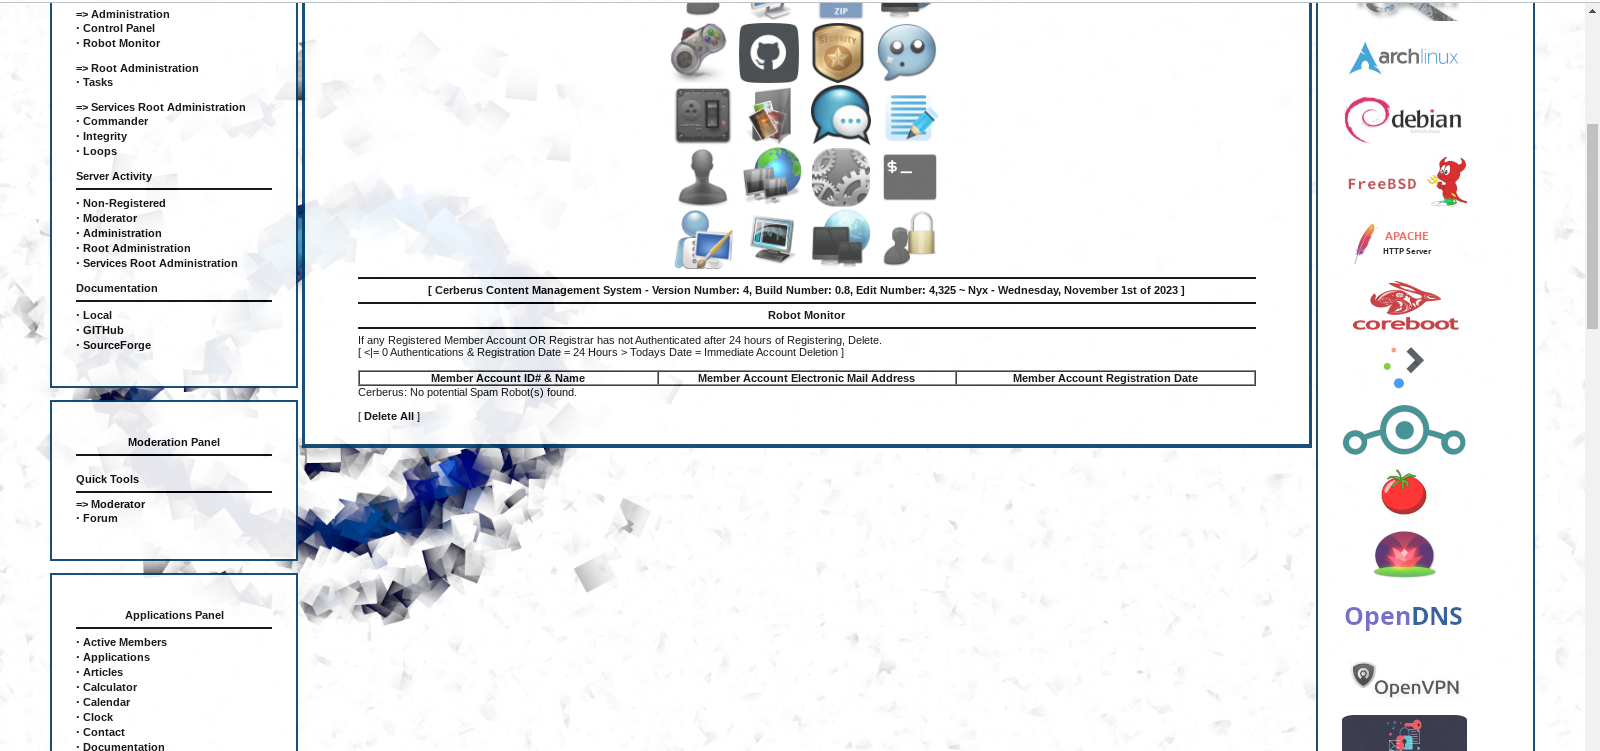 => Administration
· Control Panel
· Robot Monitor
=> Root Administration
· Tasks
=> Services Root Administration
· Commander
· Integrity
· Loops
Server Activity
· Non-Registered
· Moderator
· Administration
· Root Administration
· Services Root Administration
Documentation
· Local
· GITHub
· SourceForge
Moderation Panel
Quick Tools
=> Moderator
· Forum
Applications Panel
· Active Members
· Applications
· Articles
· Calculator
· Calendar
· Clock
· Contact
· Documentation
ZIP
SECURITY
$_
[ Cerberus Content Management System - Version Number: 4, Build Number: 0.8, Edit Number: 4,325 ~ Nyx - Wednesday, November 1st of 2023 ]
Robot Monitor
If any Registered Member Account OR Registrar has not Authenticated after 24 hours of Registering, Delete.
[ <|= 0 Authentications & Registration Date = 24 Hours > Todays Date = Immediate Account Deletion ]
Member Account ID# & Name Member Account Electronic Mail Address Member Account Registration Date
Cerberus: No potential Spam Robot(s) found.
[ Delete All ]
archlinux
debian
FreeBSD
APACHE
HTTP Server
coreboot
OpenDNS
OpenVPN